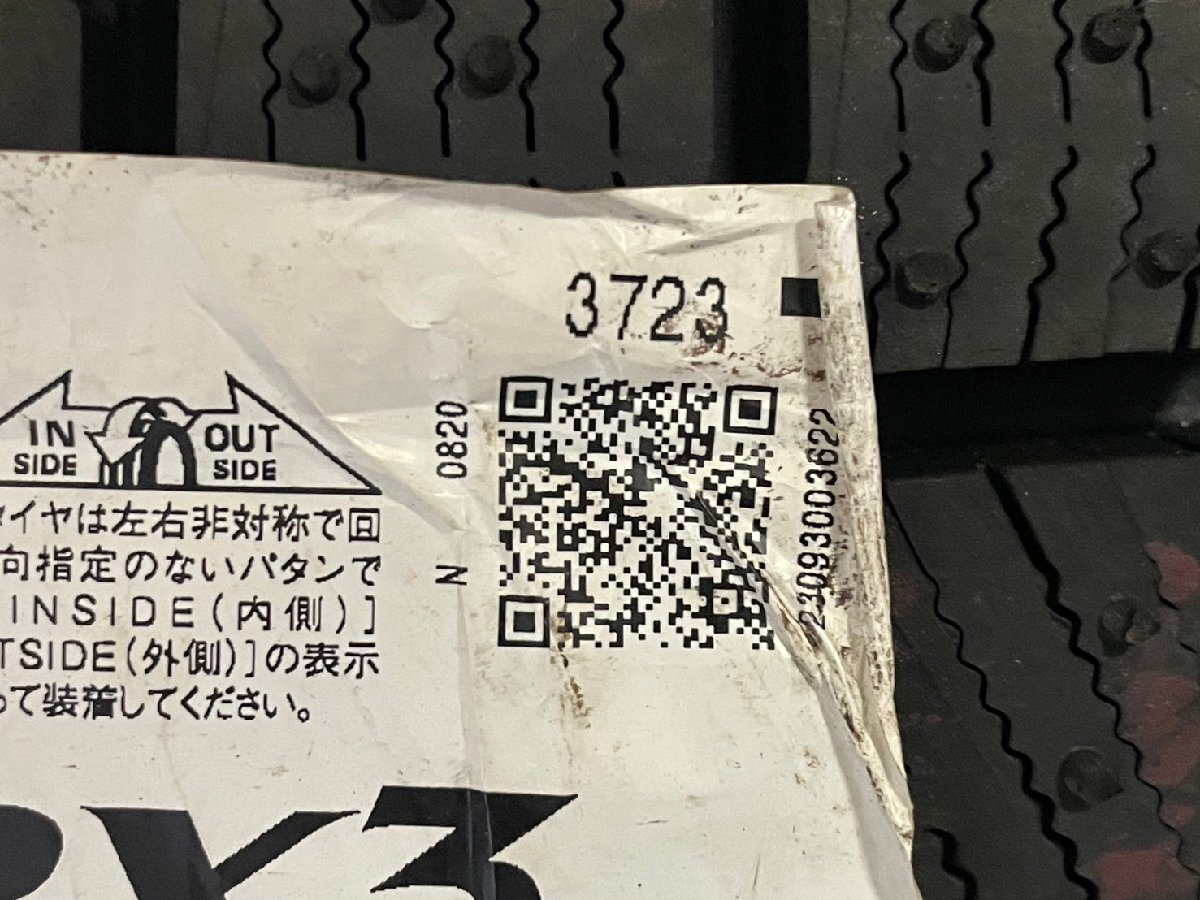 3723
IN
SIDE
OUT
SIDE
0820
N
23093003622
タイヤは左右非対称で回
向指定のないパタンで
INSIDE(内側)]
TSIDE(外側)]の表示
って装着してください。
RX3